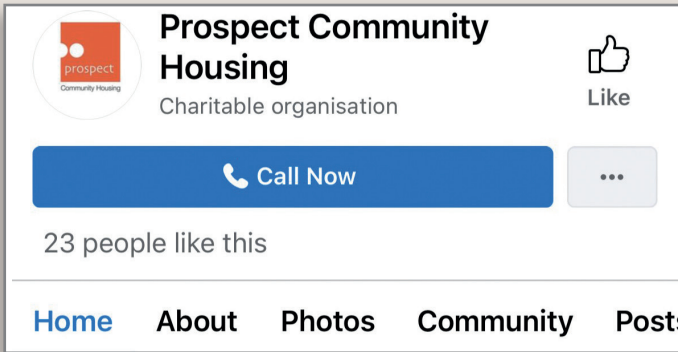 Prospect Community
Housing
Charitable organisation
prospect
Community Housing
Like
Call Now
23 people like this
Home About Photos Community Posts